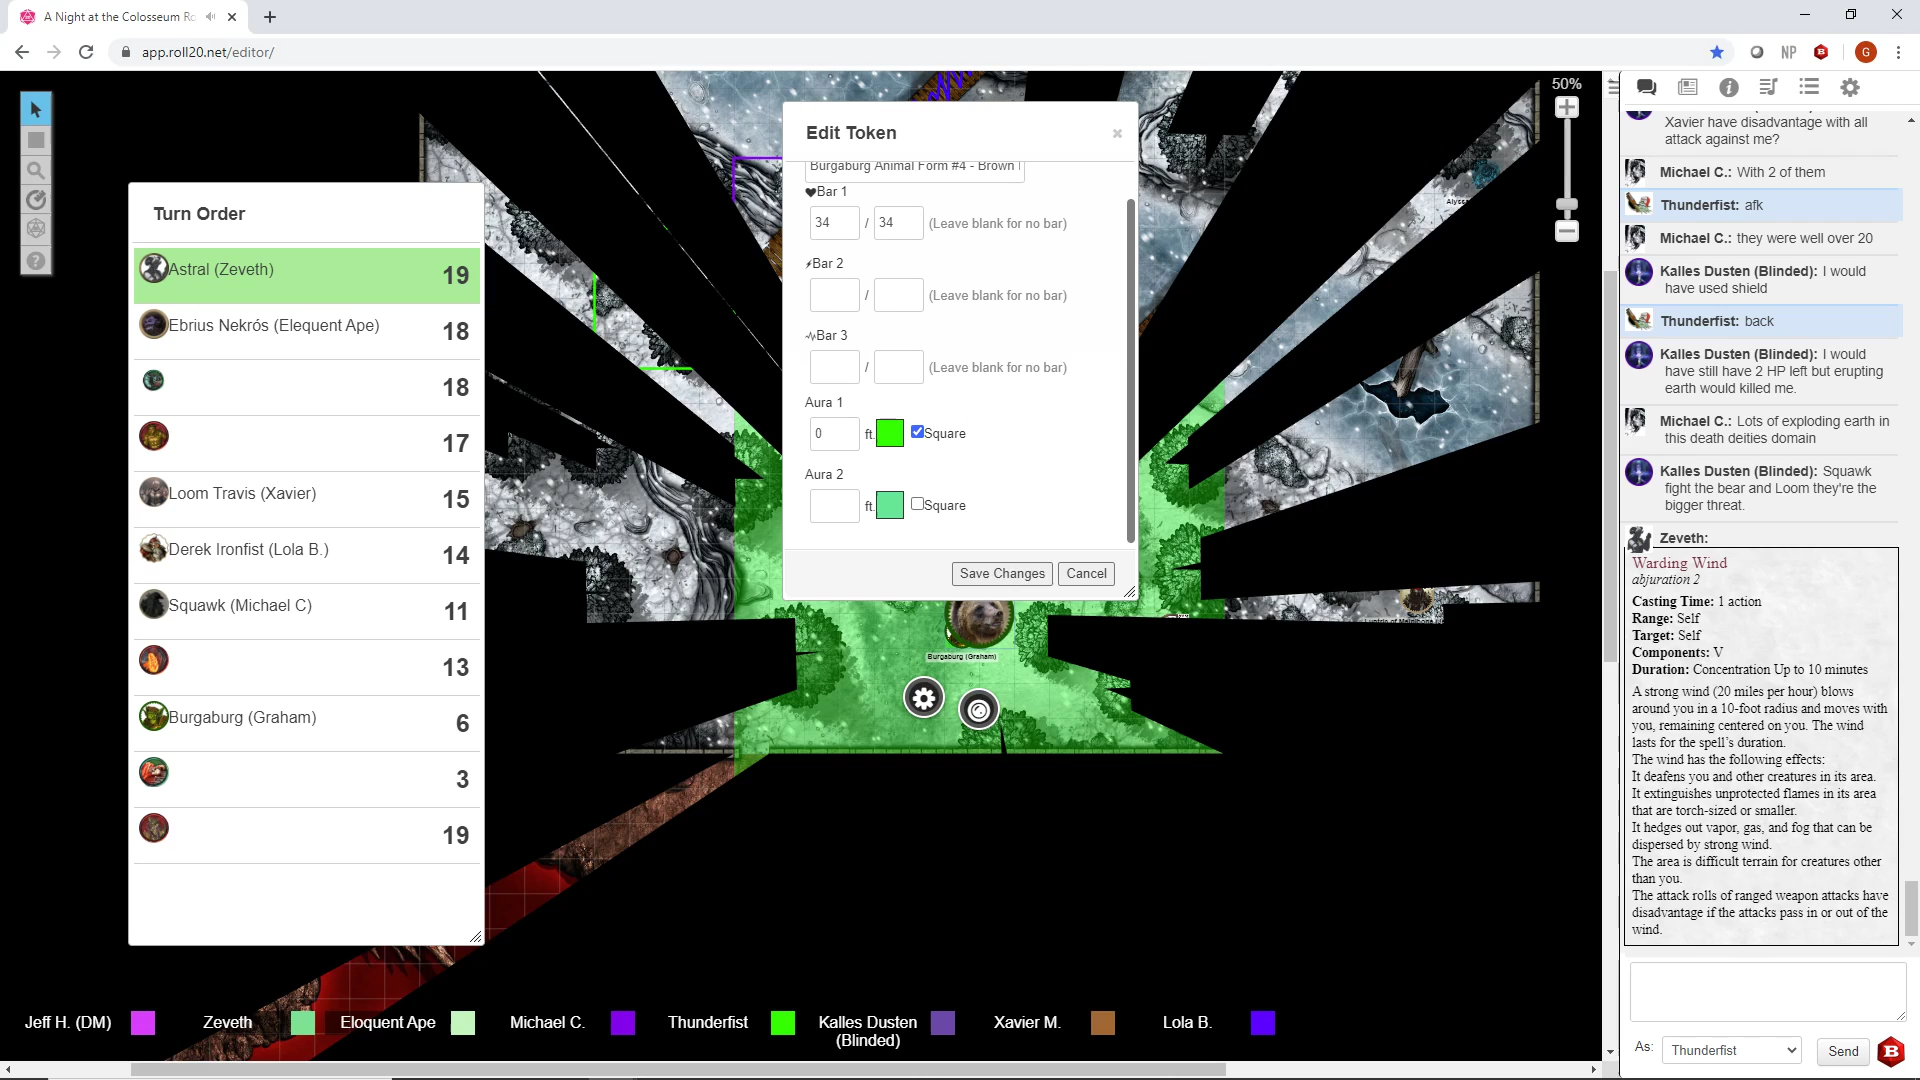 A Night at the Colosseum Ro
app.roll20.net/editor/
NP
B
G
50%
Turn Order
Astral (Zeveth)
19
Ebrius Nekrós (Elequent Ape)
18
18
17
Loom Travis (Xavier)
15
Derek Ironfist (Lola B.)
14
Squawk (Michael C)
11
13
Burgaburg (Graham)
6
3
19
Edit Token
×
Burgaburg Animal Form #4 - Brown
Bar 1
34 / 34 (Leave blank for no bar)
Bar 2
/ (Leave blank for no bar)
Bar 3
/ (Leave blank for no bar)
Aura 1
0 ft. Square
Aura 2
ft. Square
Save Changes Cancel
Burgaburg (Graham)
Alyssa
Xavier have disadvantage with all
attack against me?
Michael C.: With 2 of them
Thunderfist: afk
Michael C.: they were well over 20
Kalles Dusten (Blinded): I would
have used shield
Thunderfist: back
Kalles Dusten (Blinded): I would
have still have 2 HP left but erupting
earth would killed me.
Michael C.: Lots of exploding earth in
this death deities domain
Kalles Dusten (Blinded): Squawk
fight the bear and Loom they're the
bigger threat.
Zeveth:
Warding Wind
abjuration 2
Casting Time: 1 action
Range: Self
Target: Self
Components: V
Duration: Concentration Up to 10 minutes
A strong wind (20 miles per hour) blows
around you in a 10-foot radius and moves with
you, remaining centered on you. The wind
lasts for the spell's duration.
The wind has the following effects:
It deafens you and other creatures in its area.
It extinguishes unprotected flames in its area
that are torch-sized or smaller.
It hedges out vapor, gas, and fog that can be
dispersed by strong wind.
The area is difficult terrain for creatures other
than you.
The attack rolls of ranged weapon attacks have
disadvantage if the attacks pass in or out of the
wind.
As: Thunderfist Send B
Jeff H. (DM)
Zeveth
Eloquent Ape
Michael C.
Thunderfist
Kalles Dusten
(Blinded)
Xavier M.
Lola B.